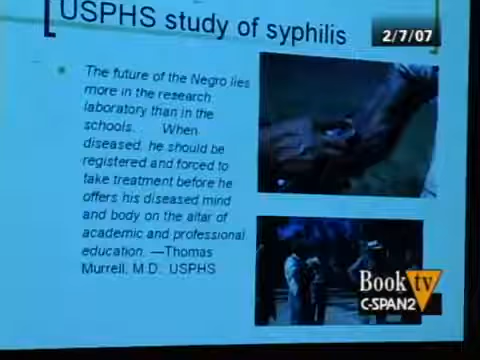 USPHS study of syphilis
2/7/07
The future of the Negro lies
more in the research
laboratory than in the
schools. When
diseased, he should be
registered and forced to
take treatment before he
offers his diseased mind
and body on the altar of
academic and professional
education. —Thomas
Murrell, M.D. USPHS
Book tv
C-SPAN2